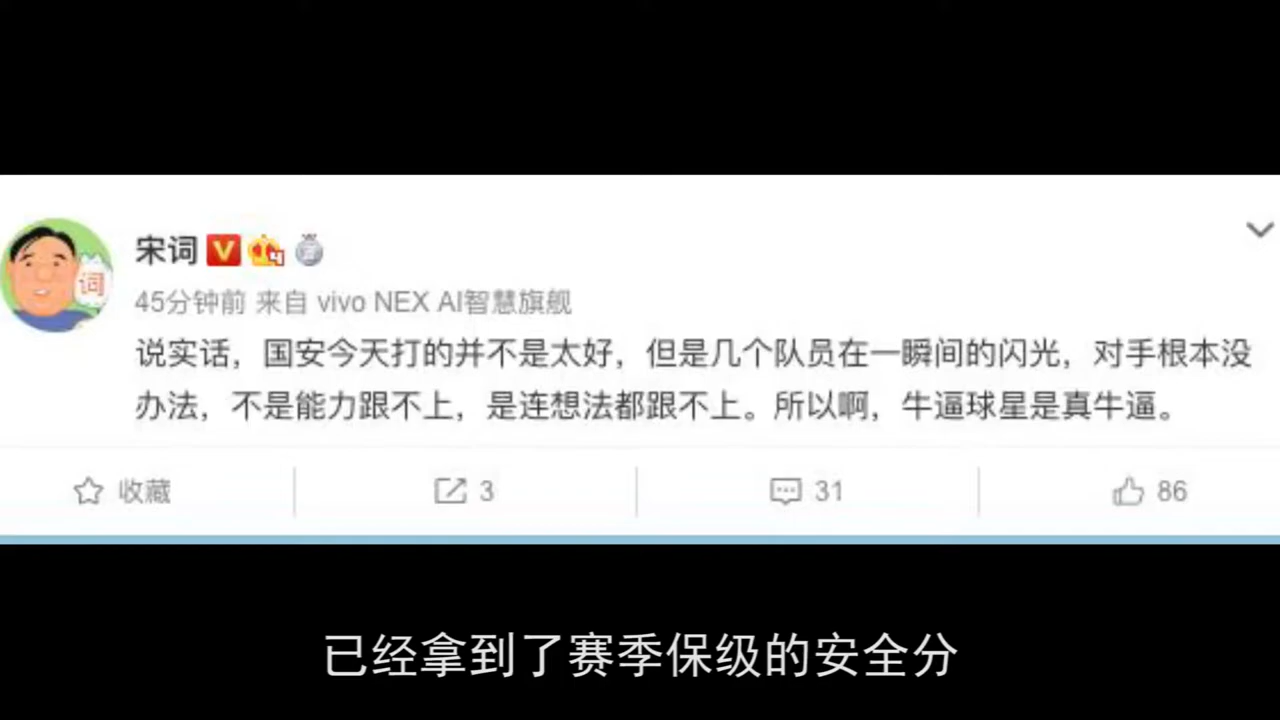 宋词
词
45分钟前 来自 vivo NEX AI智慧旗舰
说实话，国安今天打的并不是太好，但是几个队员在一瞬间的闪光，对手根本没
办法，不是能力跟不上，是连想法都跟不上。所以啊，牛逼球星是真牛逼。
收藏 3 31 86
已经拿到了赛季保级的安全分